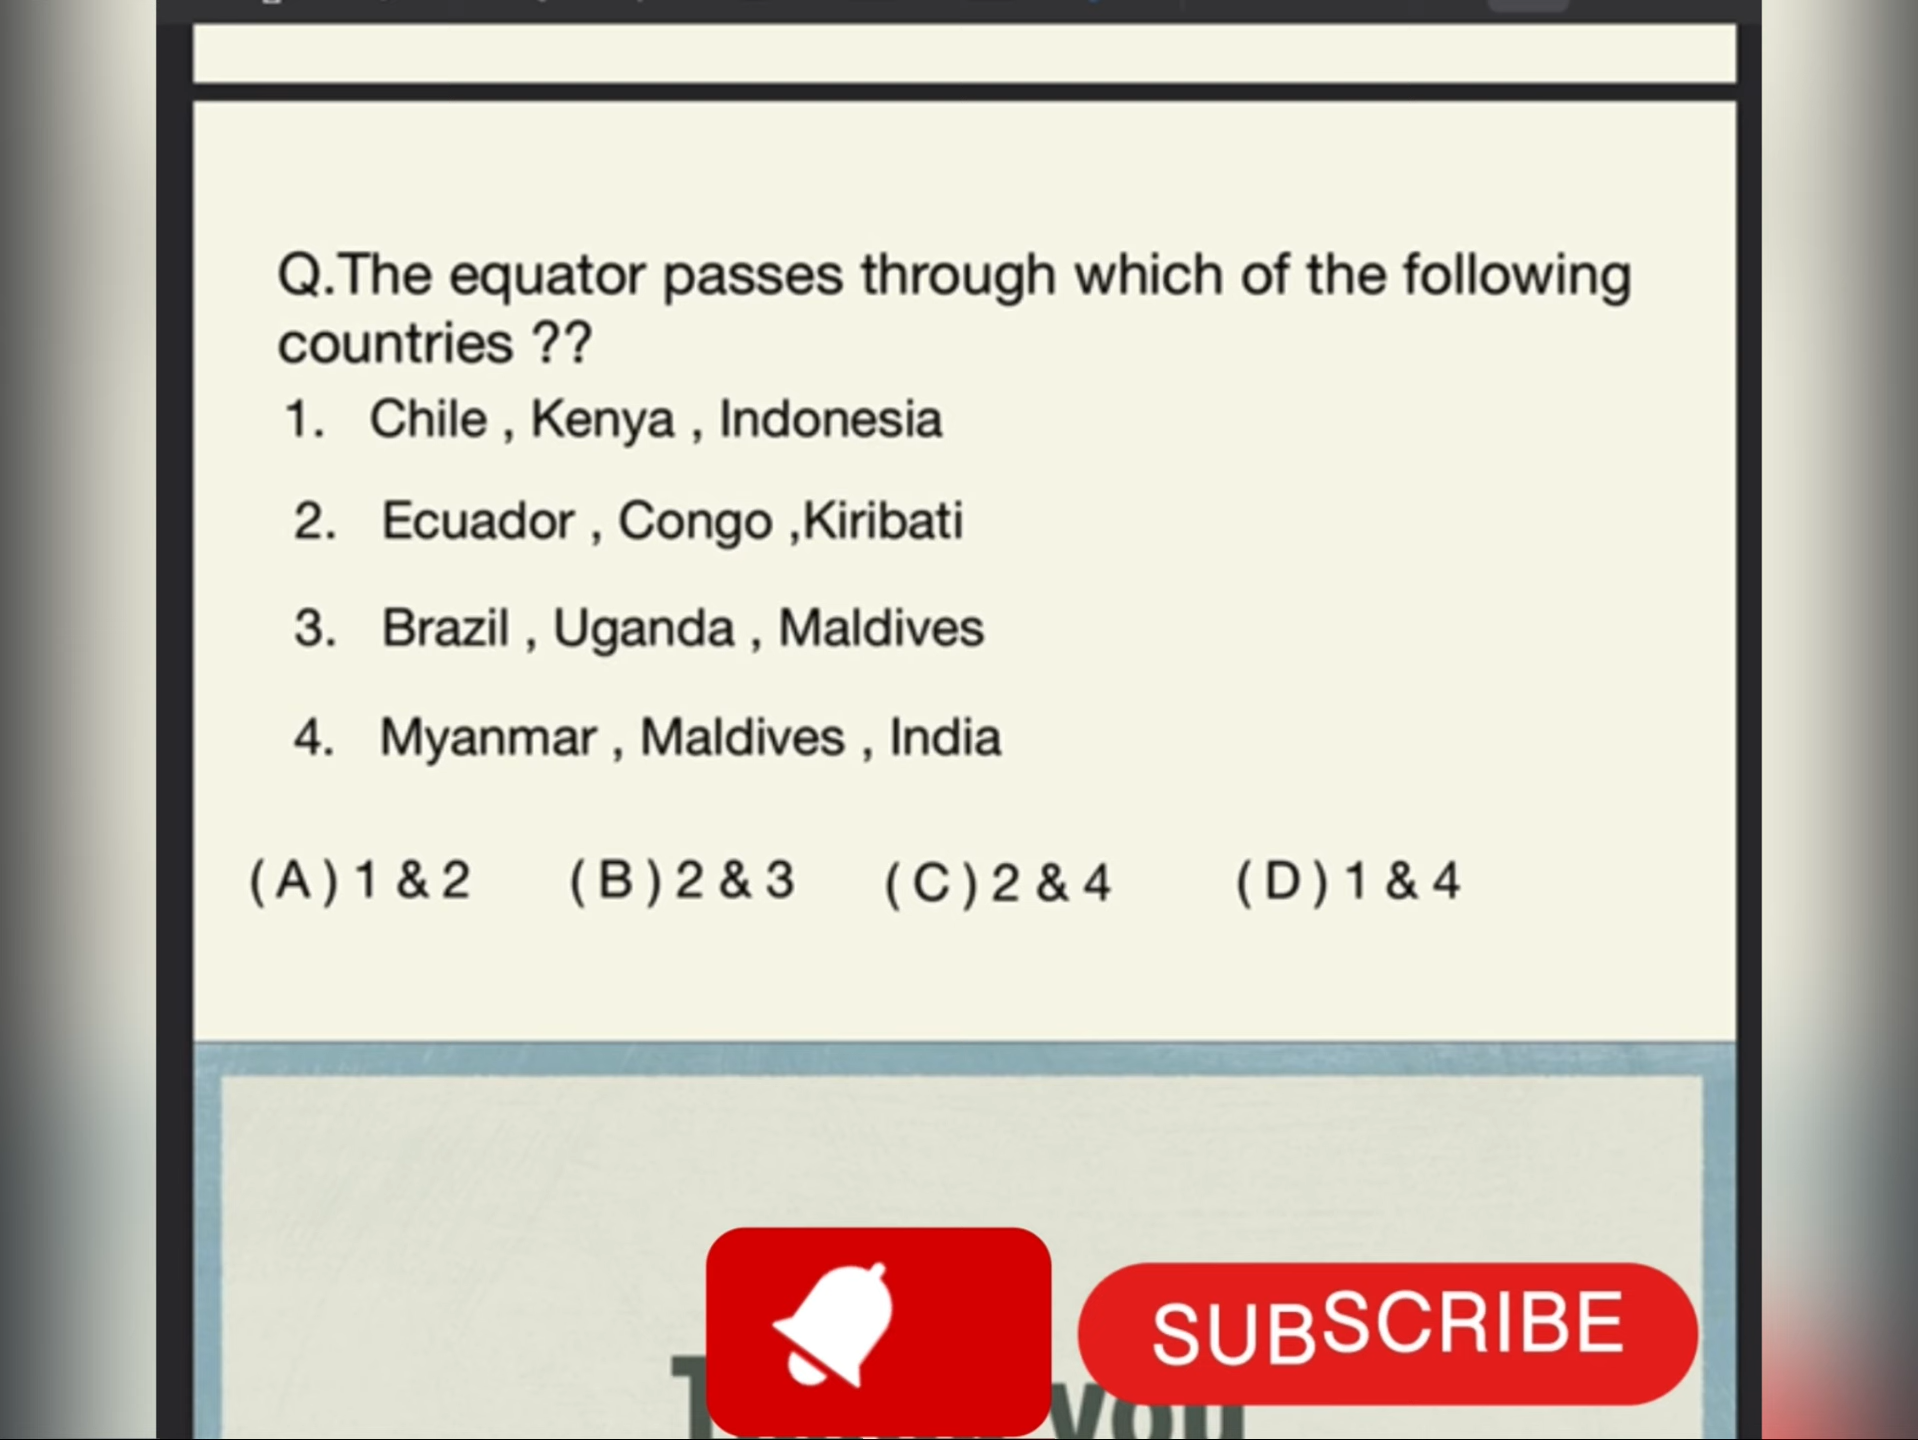 Q.The equator passes through which of the following
countries ??
1. Chile , Kenya , Indonesia
2. Ecuador , Congo ,Kiribati
3. Brazil , Uganda , Maldives
4. Myanmar , Maldives , India
(A) 1 & 2 (B) 2 & 3 (C) 2 & 4 (D) 1 & 4
SUBSCRIBE
you